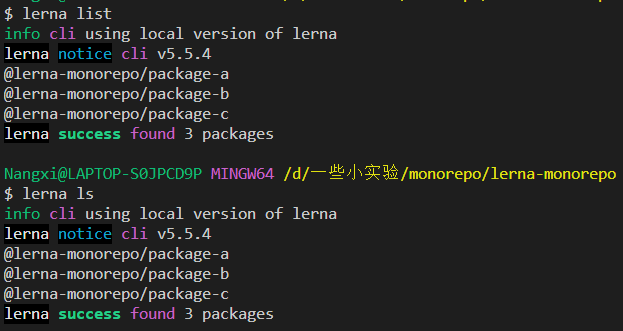 $ lerna list
info cli using local version of lerna
lerna notice cli v5.5.4
@lerna-monorepo/package-a
@lerna-monorepo/package-b
@lerna-monorepo/package-c
lerna success found 3 packages
Nangxi@LAPTOP-S0JPCD9P MINGW64 /d/一些小实验/monorepo/lerna-monorepo
$ lerna ls
info cli using local version of lerna
lerna notice cli v5.5.4
@lerna-monorepo/package-a
@lerna-monorepo/package-b
@lerna-monorepo/package-c
lerna success found 3 packages